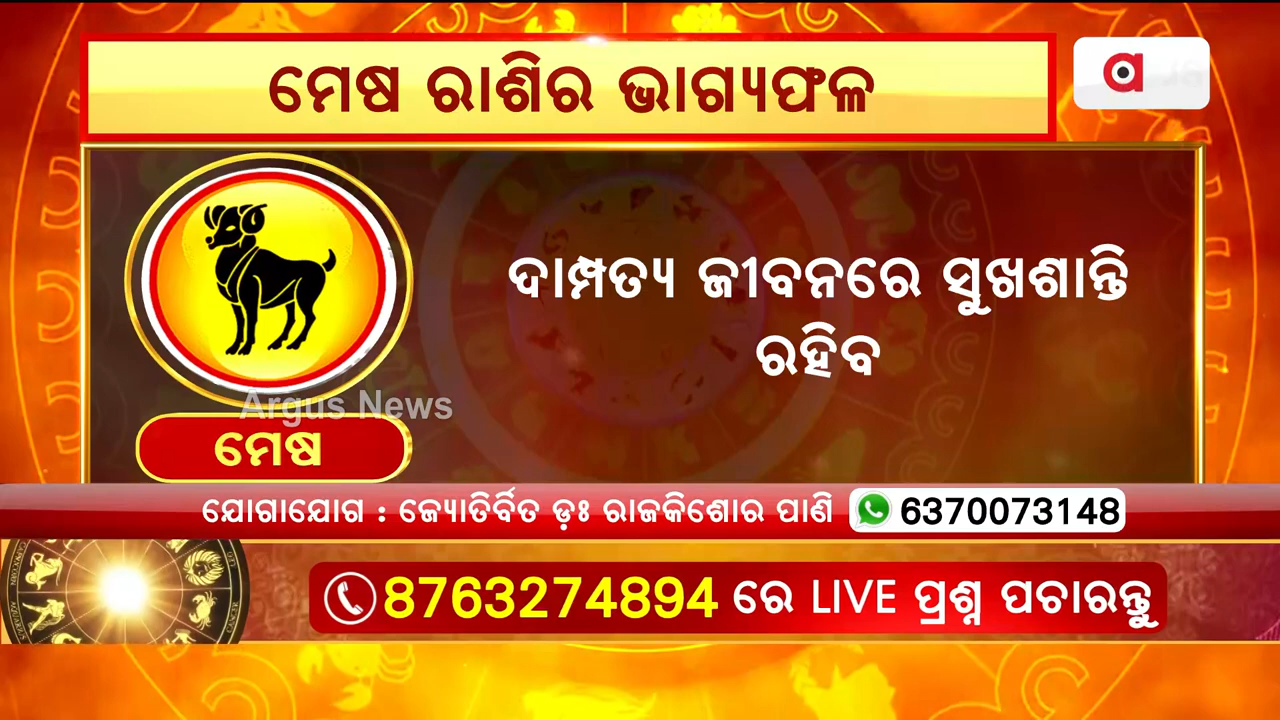 ମେଷ ରାଶିର ଭାଗ୍ୟଫଳ
a
ଦାମ୍ପତ୍ୟ ଜୀବନରେ ସୁଖଶାନ୍ତି
ରହିବ
Argus News
ମେଷ
ଯୋଗାଯୋଗ : ଜ୍ୟୋତିର୍ବିତ ଡ଼ଃ ରାଜକିଶୋର ପାଣି 6370073148
8763274894 ରେ LIVE ପ୍ରଶ୍ନ ପଚାରନ୍ତୁ